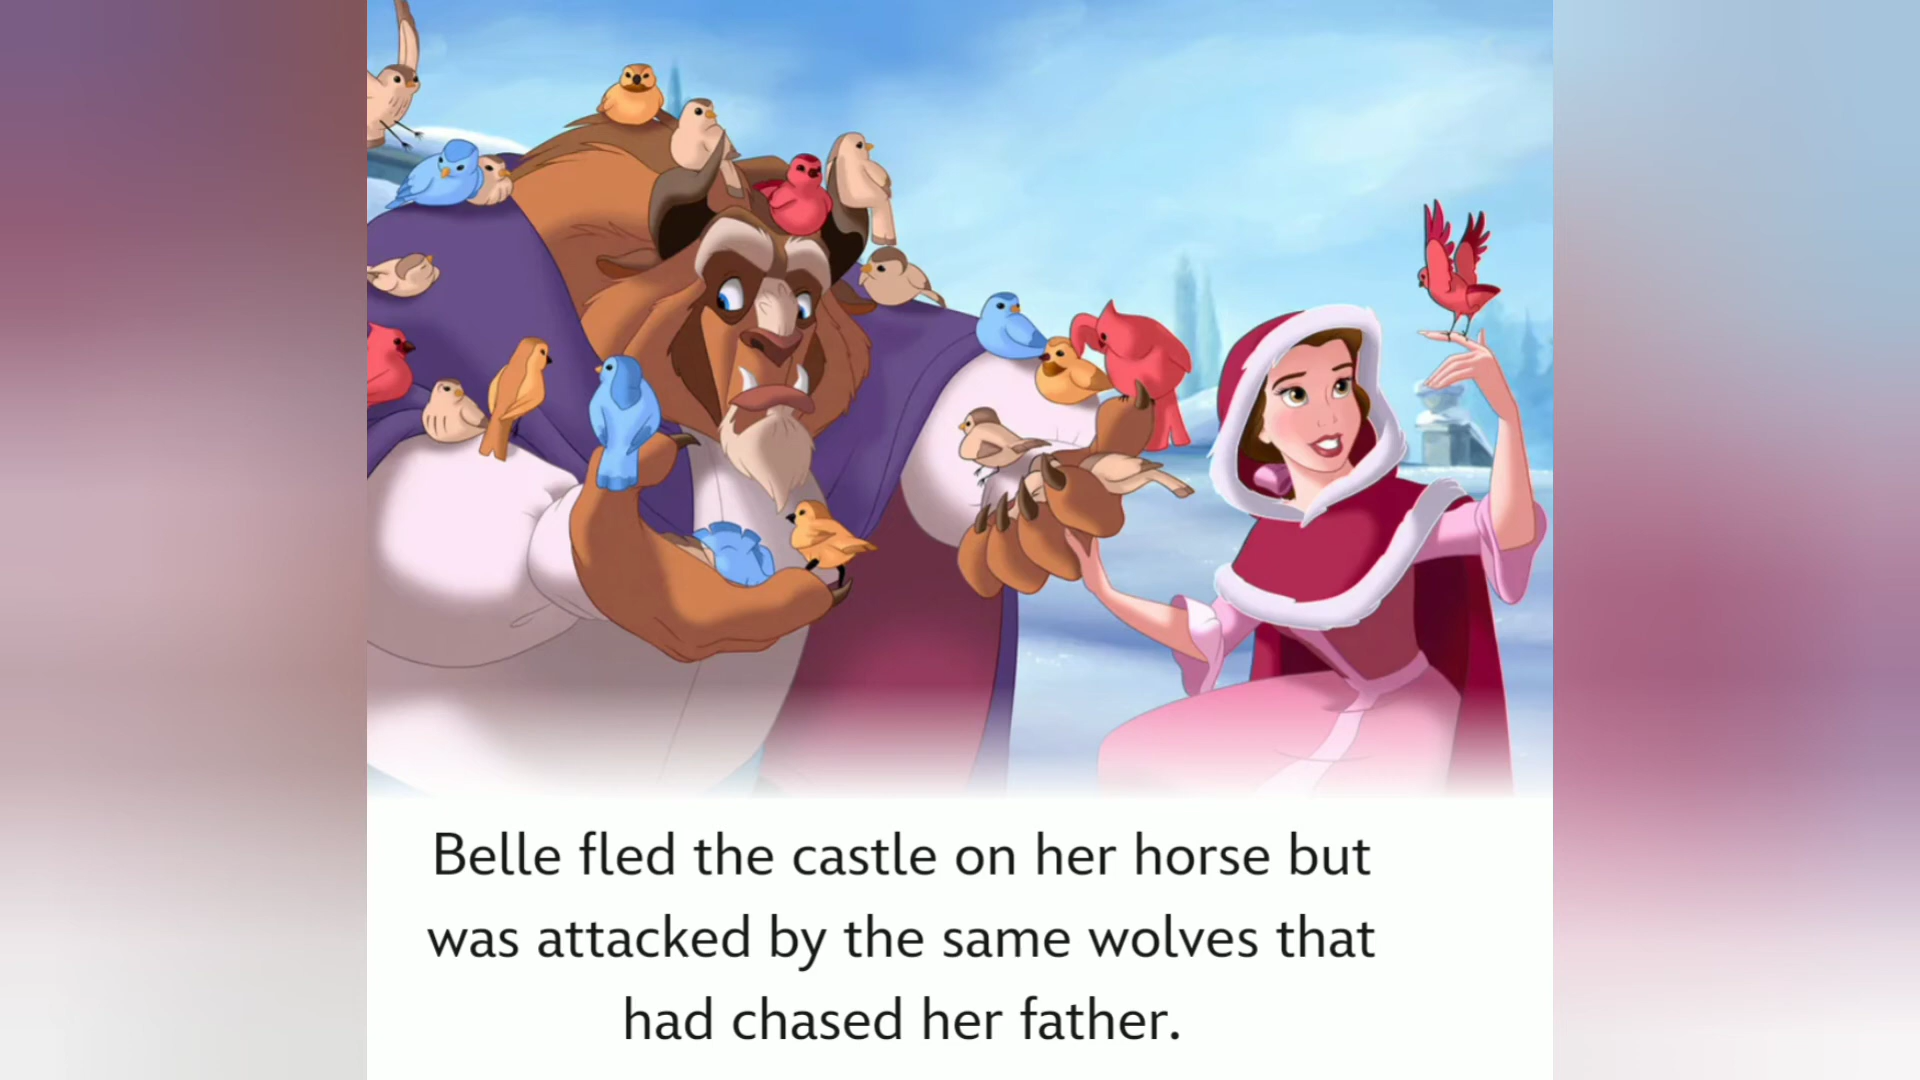 Belle fled the castle on her horse but
was attacked by the same wolves that
had chased her father.